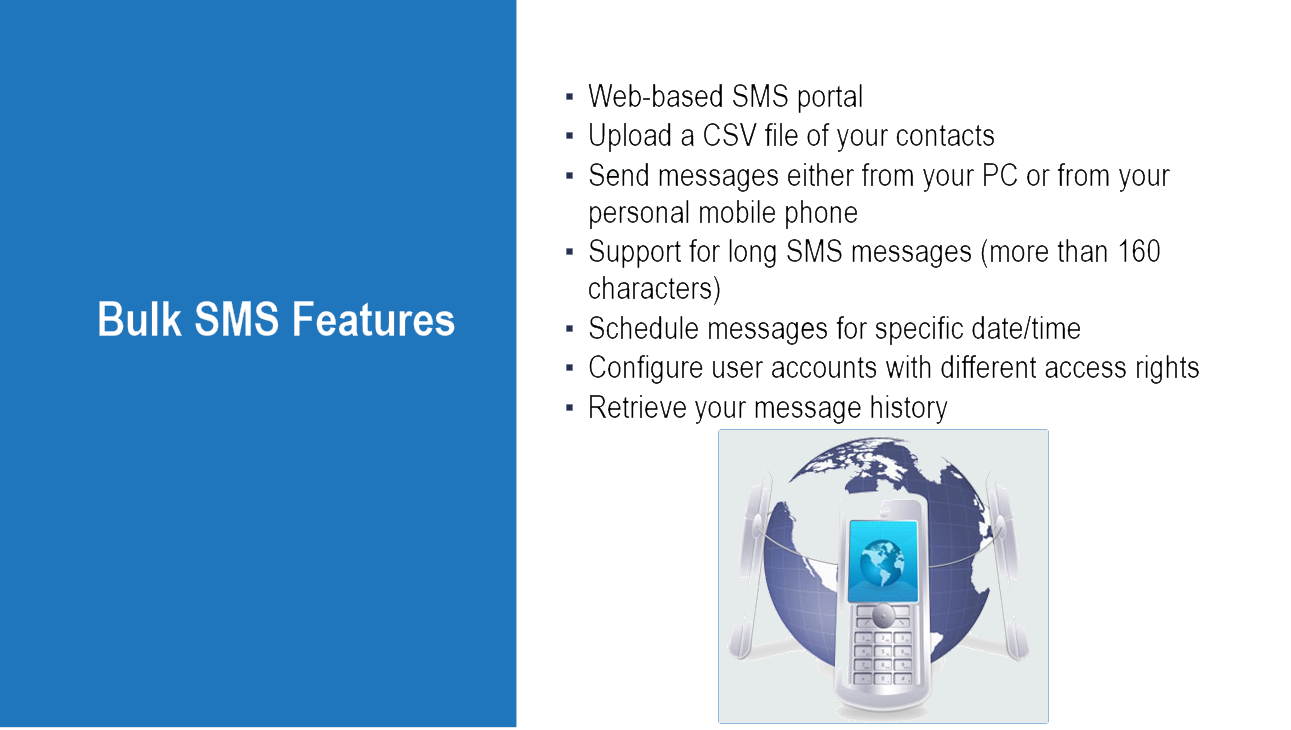 Bulk SMS Features
▪ Web-based SMS portal
▪ Upload a CSV file of your contacts
▪ Send messages either from your PC or from your
personal mobile phone
▪ Support for long SMS messages (more than 160
characters)
▪ Schedule messages for specific date/time
▪ Configure user accounts with different access rights
▪ Retrieve your message history